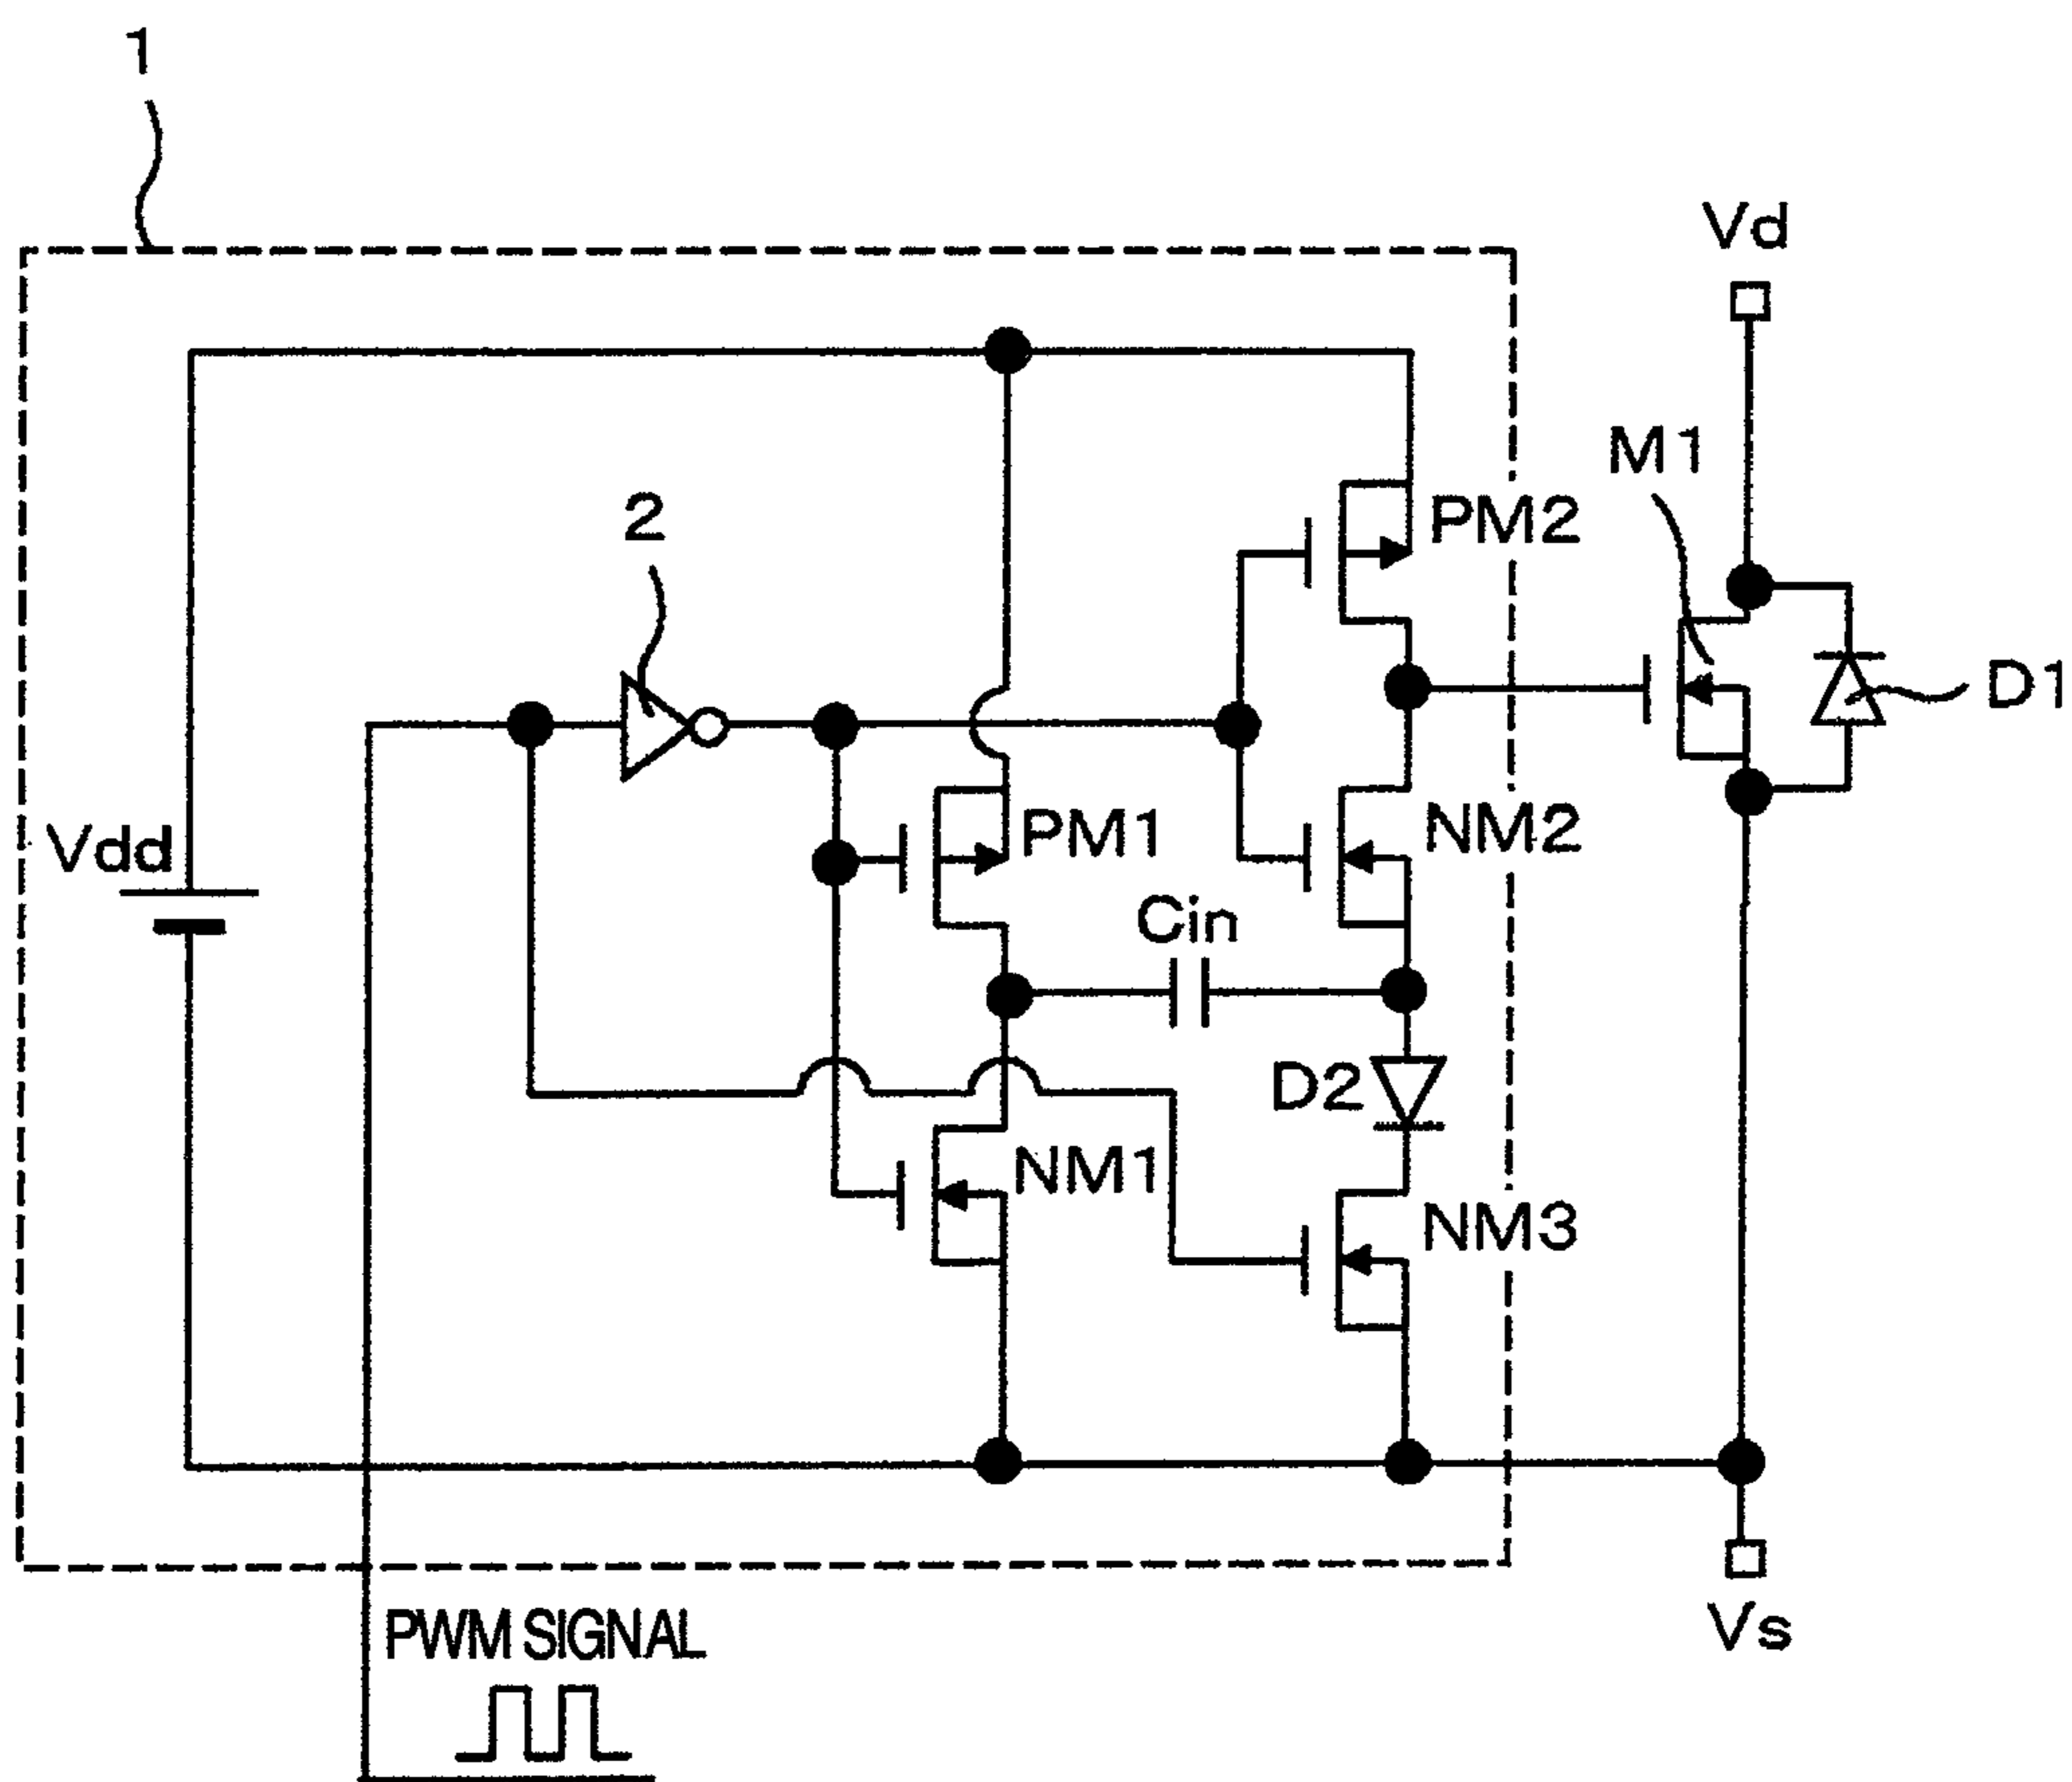 1
Vd
M1
PM2
2
D1
Vdd
PM1
NM2
Cin
D2
NM1
NM3
PWM SIGNAL
Vs